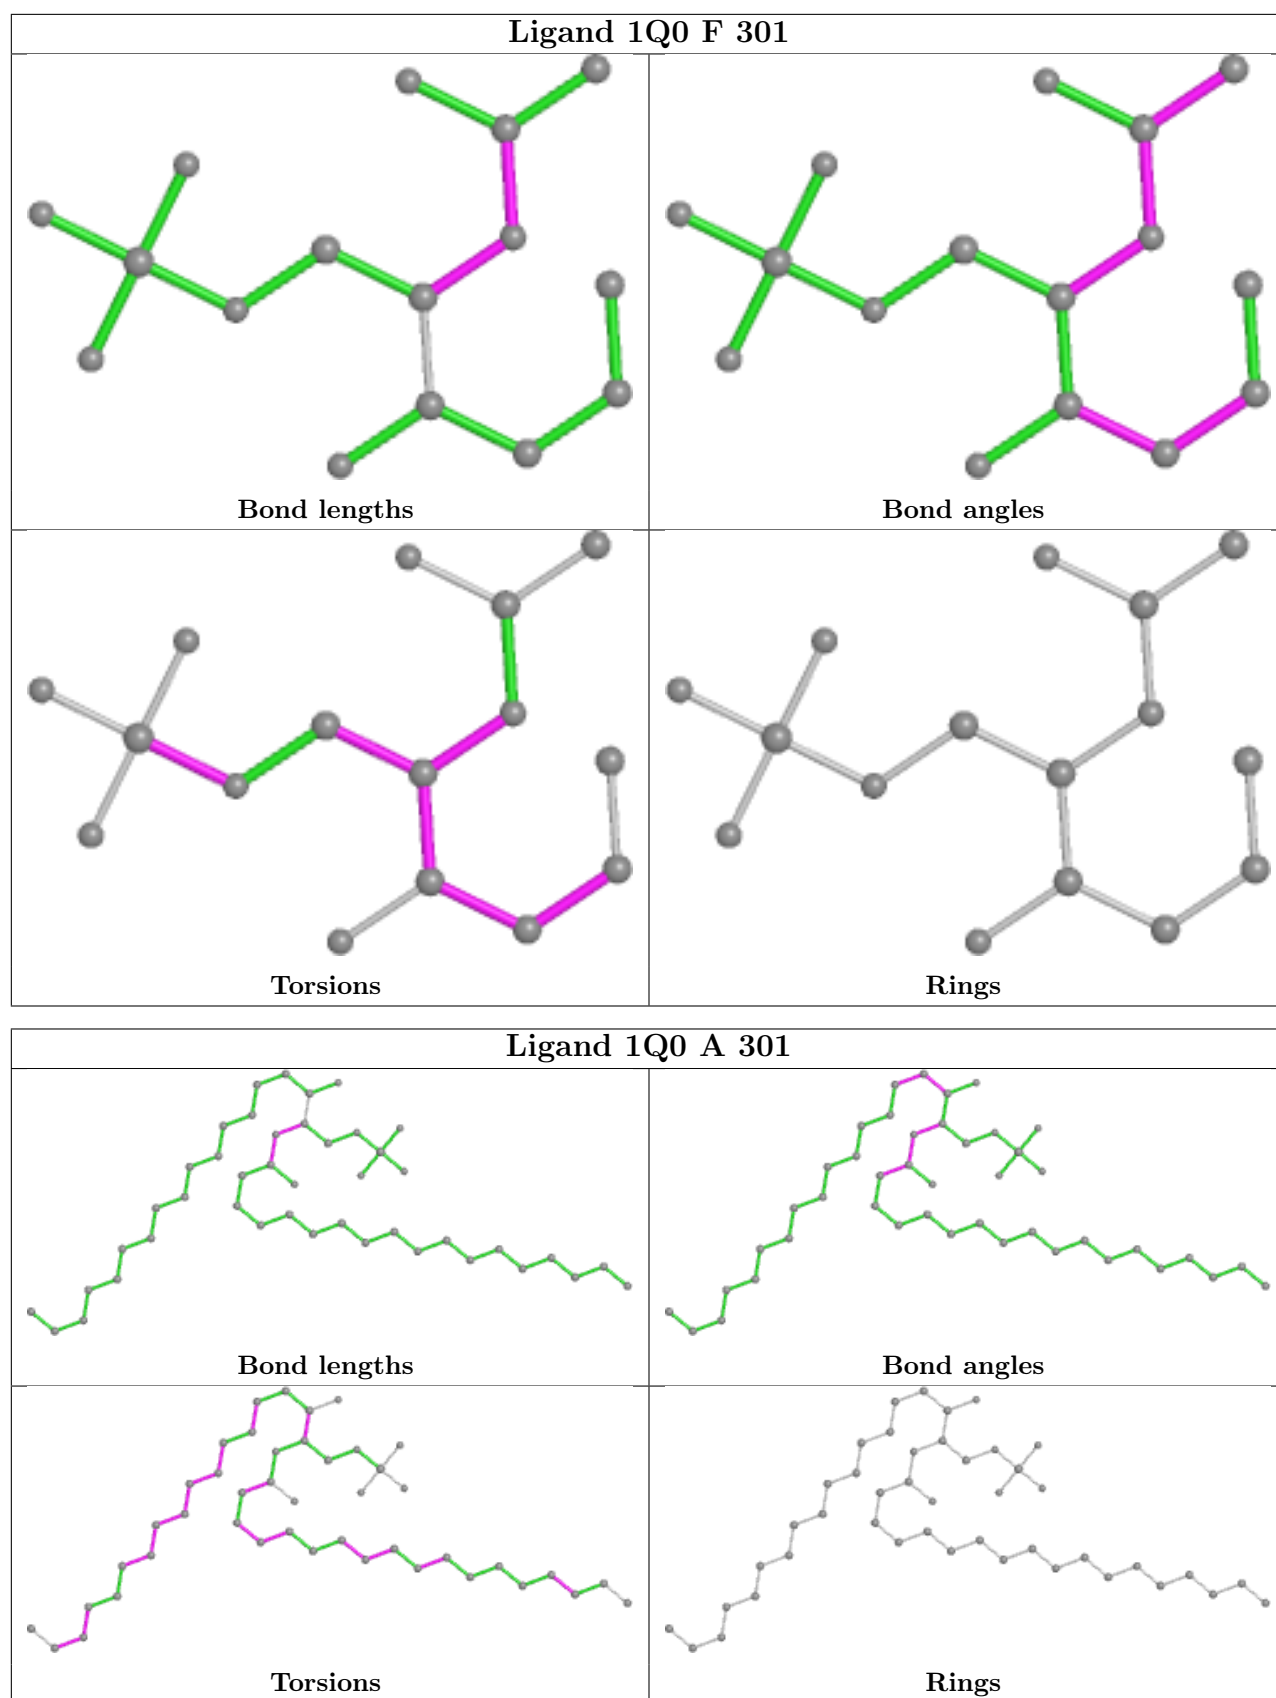 Ligand 1Q0 F 301
Bond lengths
Bond angles
Torsions
Rings
Ligand 1Q0 A 301
Bond lengths
Bond angles
Torsions
Rings